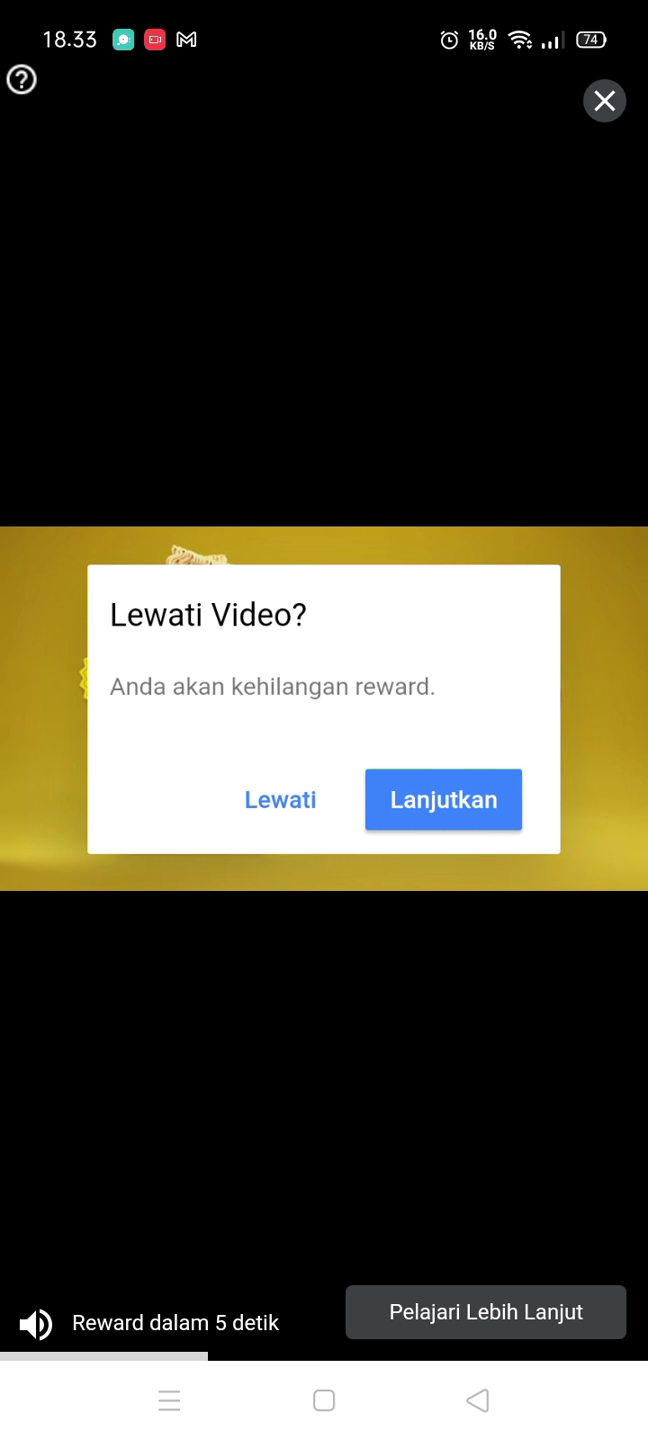 18.33
16.0
KB/S
74
Lewati Video?
Anda akan kehilangan reward.
Lewati
Lanjutkan
Reward dalam 5 detik
Pelajari Lebih Lanjut